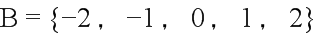 B = {−2 , −1 , 0 , 1 , 2}